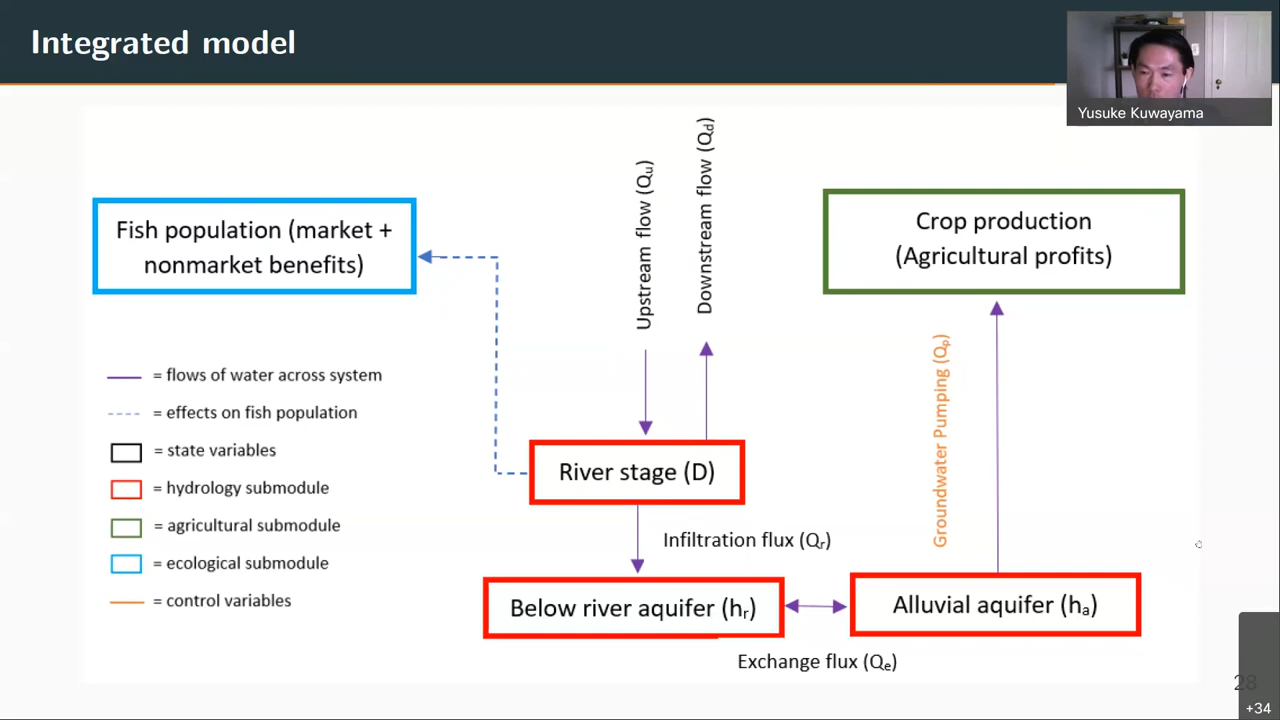 Integrated model
Yusuke Kuwayama
Upstream flow (Qu)
Downstream flow (Qd)
Fish population (market +
nonmarket benefits)
Crop production
(Agricultural profits)
Groundwater Pumping (Qp)
= flows of water across system
= effects on fish population
= state variables
= hydrology submodule
= agricultural submodule
= ecological submodule
= control variables
River stage (D)
Infiltration flux (Qr)
Below river aquifer (hr)
Alluvial aquifer (ha)
Exchange flux (Qe)
28
+34